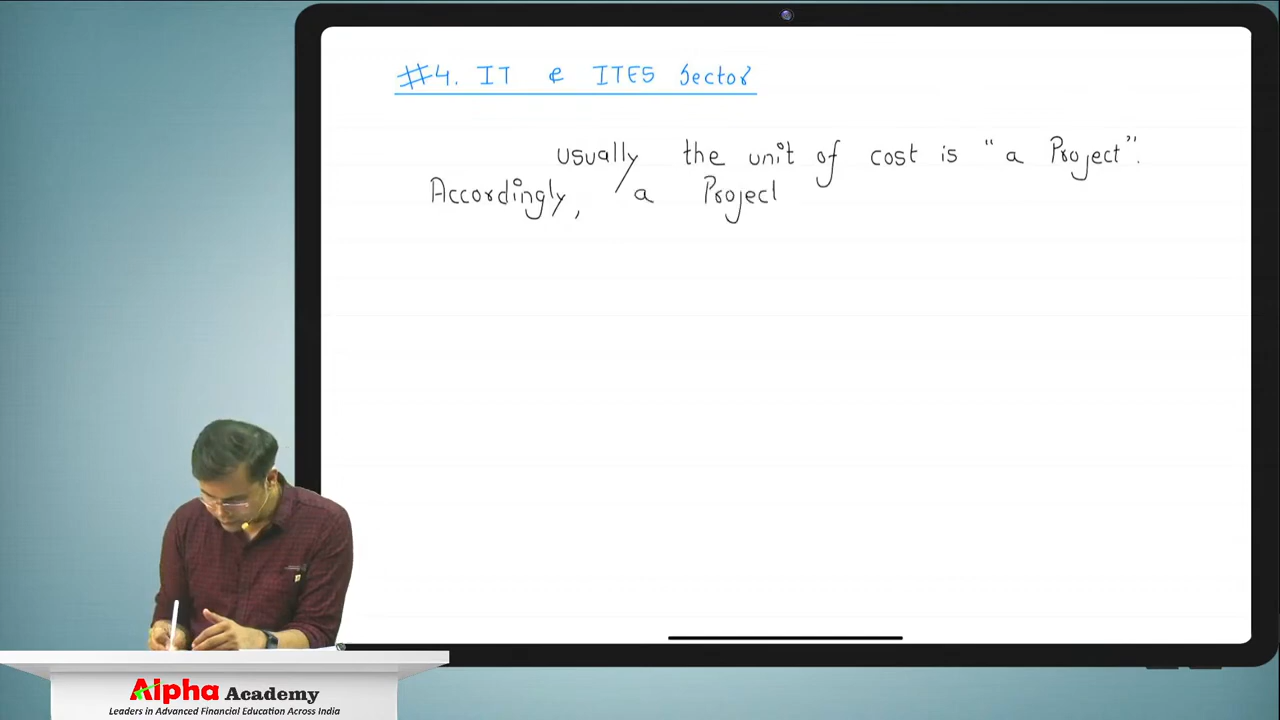 #4. IT & ITES Sector
usually the unit of cost is "a Project".
Accordingly, a Project
Alpha Academy
Leaders in Advanced Financial Education Across India